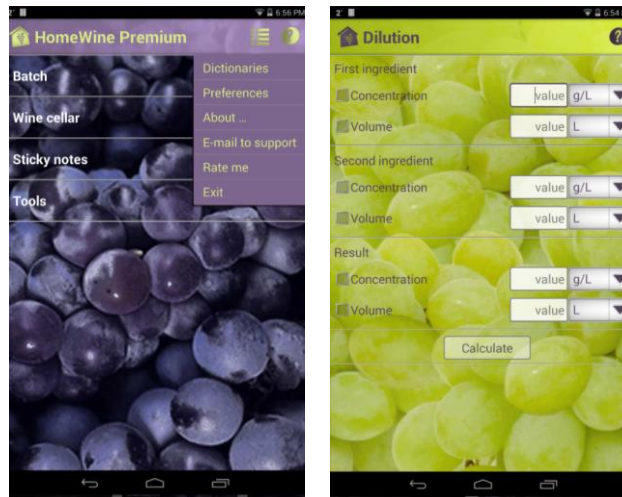 2° 6:56 PM
HomeWine Premium
Batch
Wine cellar
Sticky notes
Tools
Dictionaries
Preferences
About ...
E-mail to support
Rate me
Exit
2° 6:54
Dilution ?
First ingredient
Concentration value g/L
Volume value L
Second ingredient
Concentration value g/L
Volume value L
Result
Concentration value g/L
Volume value L
Calculate